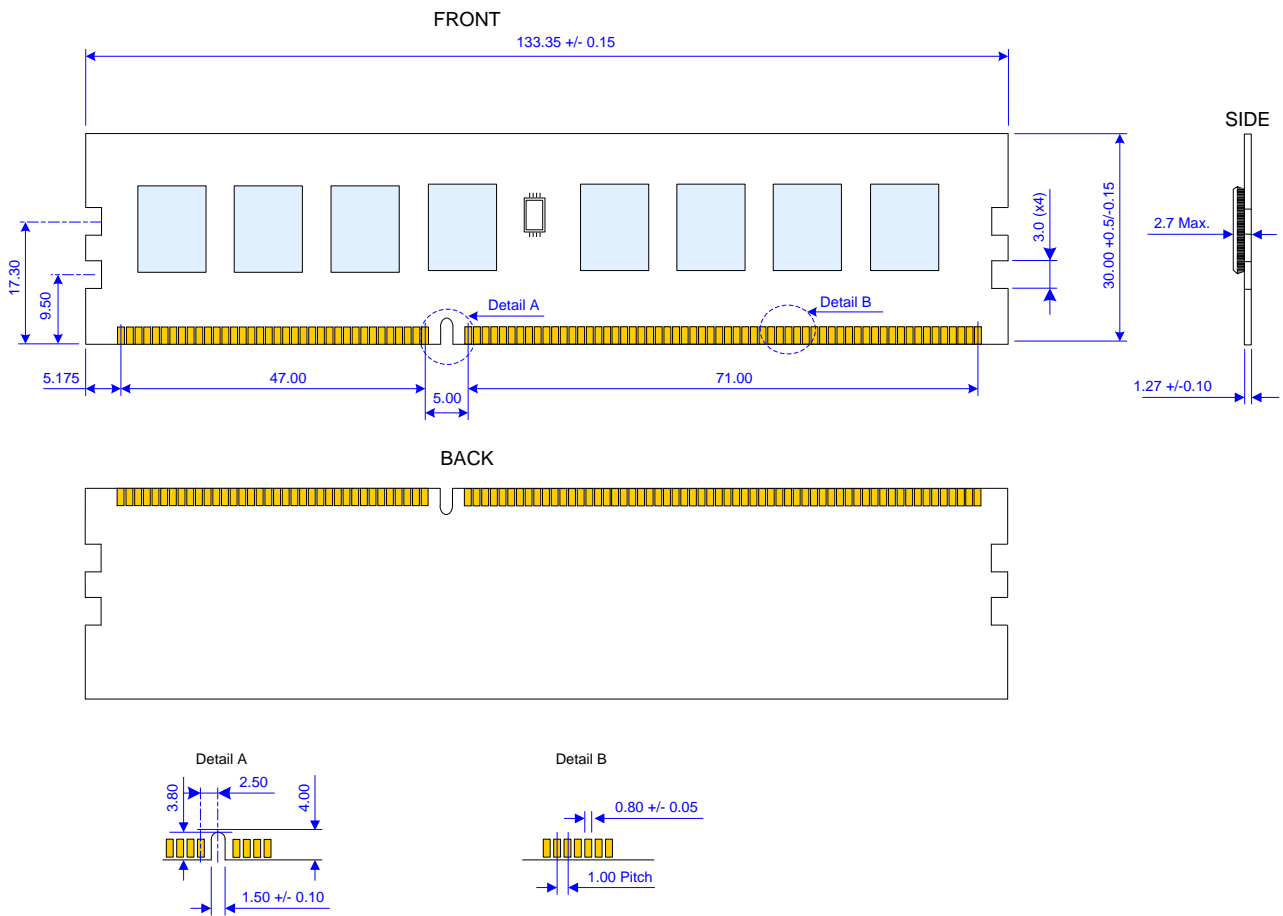 FRONT
133.35 +/- 0.15
SIDE
17.30
9.50
3.0 (x4)
30.00 +0.5/-0.15
2.7 Max.
Detail A
Detail B
5.175
47.00
5.00
71.00
1.27 +/-0.10
BACK
Detail A
3.80
2.50
4.00
1.50 +/- 0.10
Detail B
0.80 +/- 0.05
1.00 Pitch